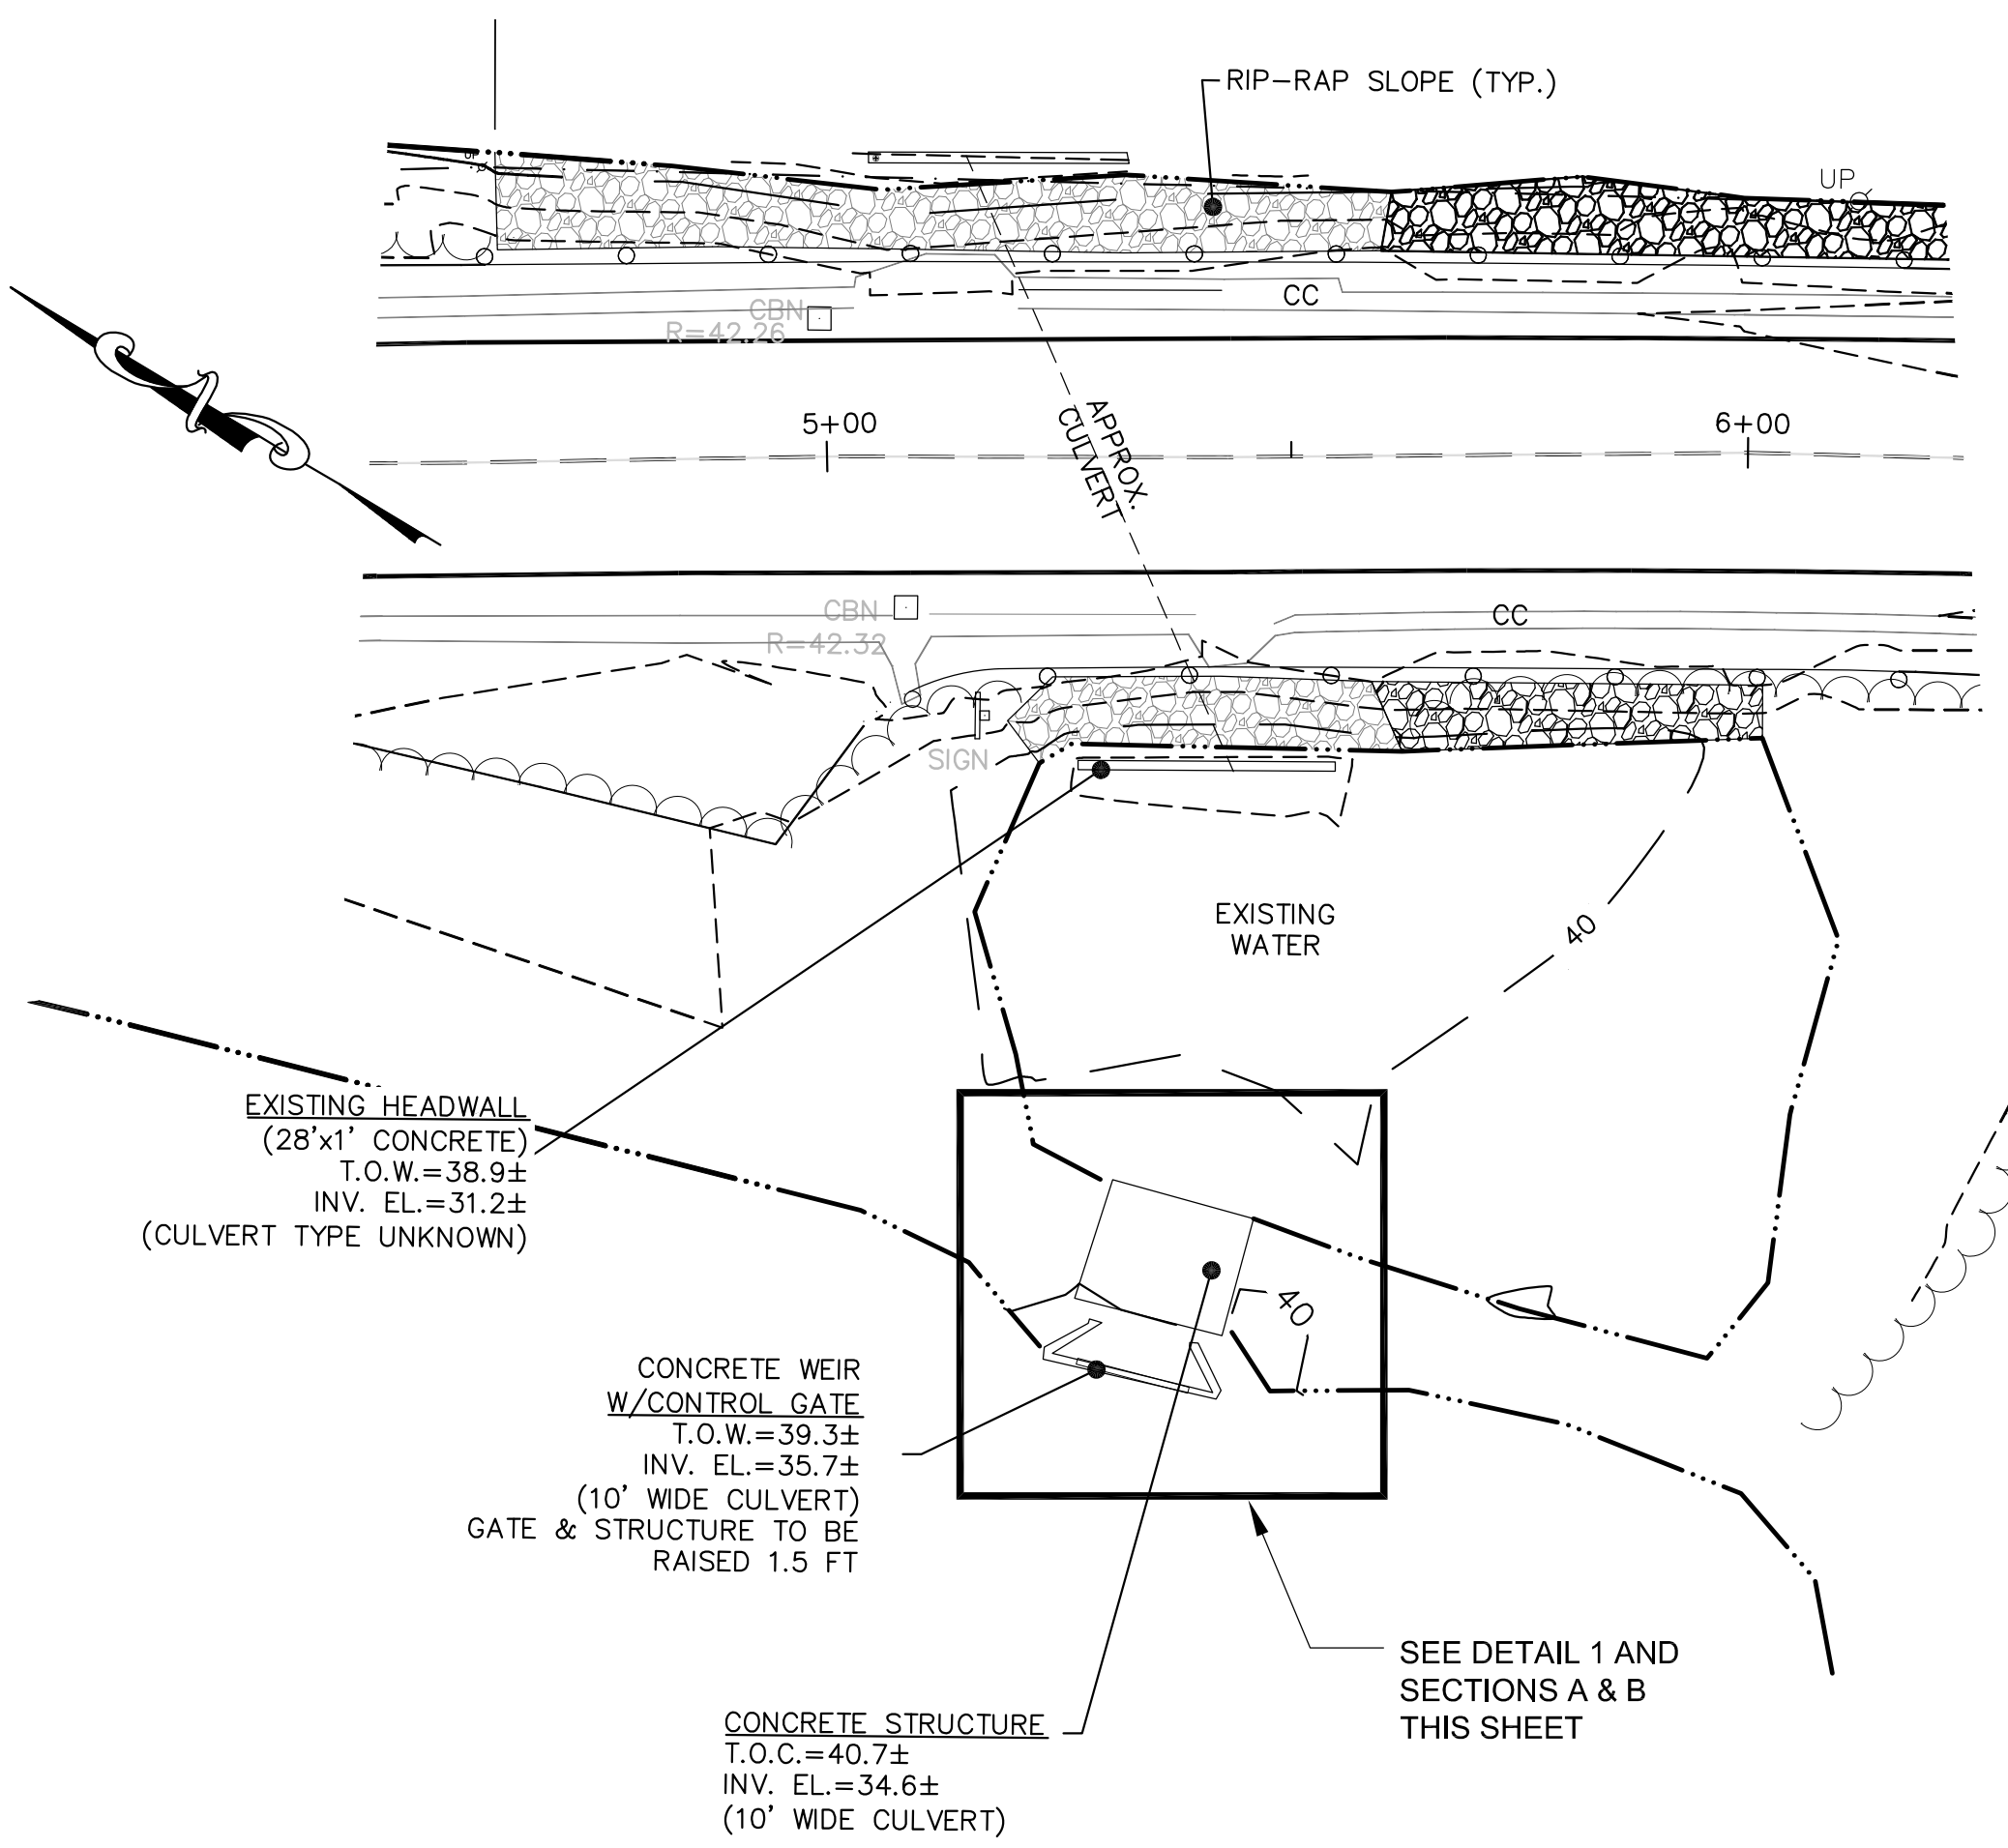 RIP-RAP SLOPE (TYP.)
UP
UP
CC
CBN
R=42.26
5+00
6+00
APPROX.
CULVERT
CBN
R=42.32
CC
SIGN
EXISTING
WATER
40
EXISTING HEADWALL
(28'x1' CONCRETE)
T.O.W.=38.9±
INV. EL.=31.2±
(CULVERT TYPE UNKNOWN)
40
CONCRETE WEIR
W/CONTROL GATE
T.O.W.=39.3±
INV. EL.=35.7±
(10' WIDE CULVERT)
GATE & STRUCTURE TO BE
RAISED 1.5 FT
SEE DETAIL 1 AND
SECTIONS A & B
THIS SHEET
CONCRETE STRUCTURE
T.O.C.=40.7±
INV. EL.=34.6±
(10' WIDE CULVERT)